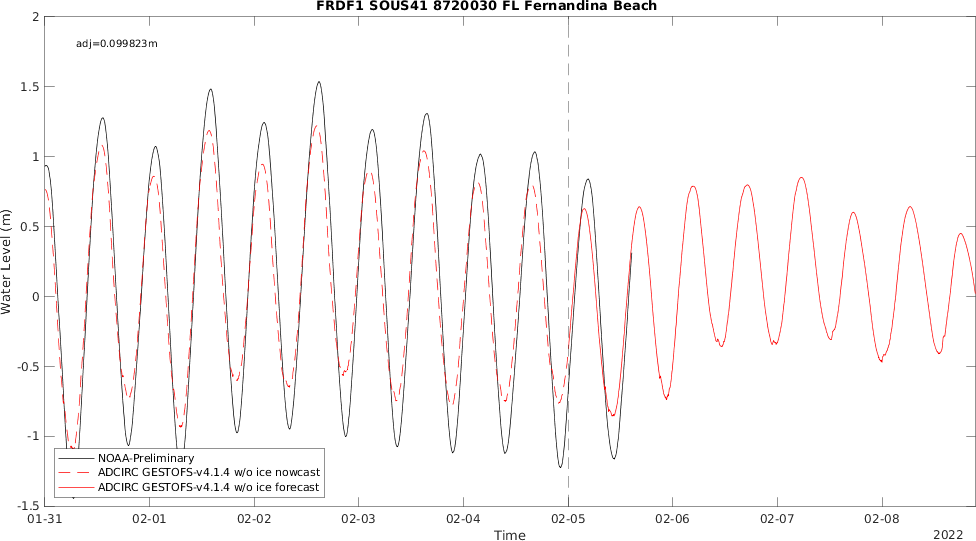 FRDF1 SOUS41 8720030 FL Fernandina Beach
adj=0.099823m
2
1.5
1
0.5
0
-0.5
-1
-1.5
Water Level (m)
NOAA-Preliminary
ADCIRC GESTOFS-v4.1.4 w/o ice nowcast
ADCIRC GESTOFS-v4.1.4 w/o ice forecast
01-31 02-01 02-02 02-03 02-04 02-05 02-06 02-07 02-08
Time
2022